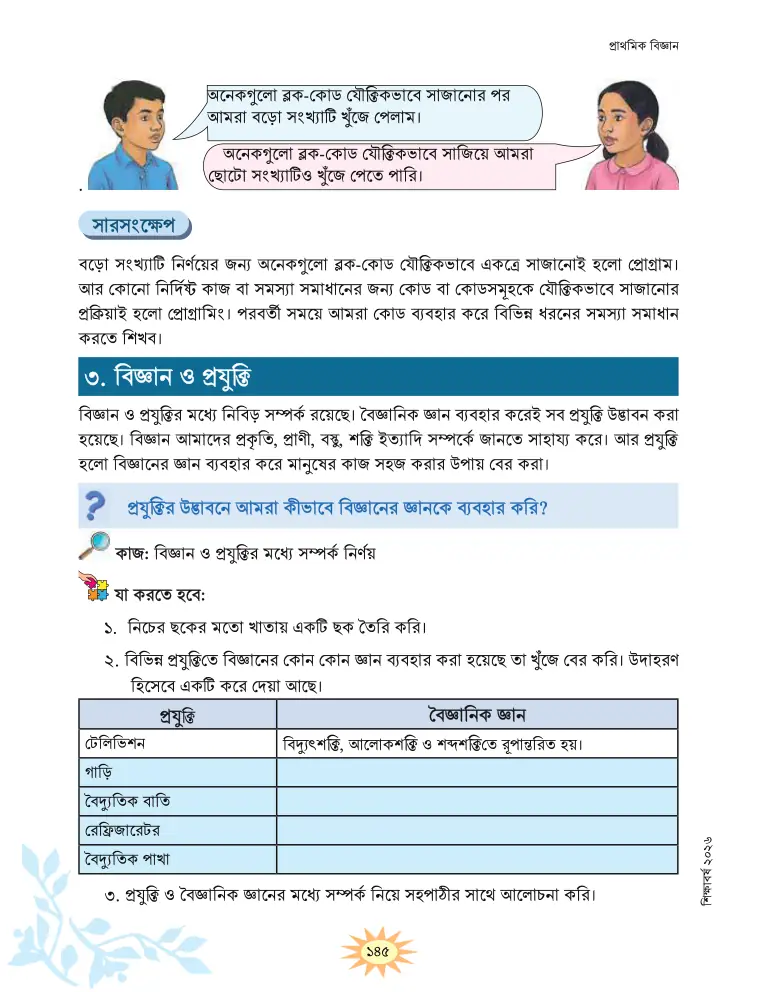 প্রাথমিক বিজ্ঞান
অনেকগুলো ব্লক-কোড যৌক্তিকভাবে সাজানোর পর
আমরা বড়ো সংখ্যাটি খুঁজে পেলাম।
অনেকগুলো ব্লক-কোড যৌক্তিকভাবে সাজিয়ে আমরা
ছোটো সংখ্যাটিও খুঁজে পেতে পারি।
.
সারসংক্ষেপ
বড়ো সংখ্যাটি নির্ণয়ের জন্য অনেকগুলো ব্লক-কোড যৌক্তিকভাবে একত্রে সাজানোই হলো প্রোগ্রাম।
আর কোনো নির্দিষ্ট কাজ বা সমস্যা সমাধানের জন্য কোড বা কোডসমূহকে যৌক্তিকভাবে সাজানোর
প্রক্রিয়াই হলো প্রোগ্রামিং। পরবর্তী সময়ে আমরা কোড ব্যবহার করে বিভিন্ন ধরনের সমস্যা সমাধান
করতে শিখব।
৩. বিজ্ঞান ও প্রযুক্তি
বিজ্ঞান ও প্রযুক্তির মধ্যে নিবিড় সম্পর্ক রয়েছে। বৈজ্ঞানিক জ্ঞান ব্যবহার করেই সব প্রযুক্তি উদ্ভাবন করা
হয়েছে। বিজ্ঞান আমাদের প্রকৃতি, প্রাণী, বস্তু, শক্তি ইত্যাদি সম্পর্কে জানতে সাহায্য করে। আর প্রযুক্তি
হলো বিজ্ঞানের জ্ঞান ব্যবহার করে মানুষের কাজ সহজ করার উপায় বের করা।
? প্রযুক্তির উদ্ভাবনে আমরা কীভাবে বিজ্ঞানের জ্ঞানকে ব্যবহার করি?
কাজ: বিজ্ঞান ও প্রযুক্তির মধ্যে সম্পর্ক নির্ণয়
যা করতে হবে:
১. নিচের ছকের মতো খাতায় একটি ছক তৈরি করি।
২. বিভিন্ন প্রযুক্তিতে বিজ্ঞানের কোন কোন জ্ঞান ব্যবহার করা হয়েছে তা খুঁজে বের করি। উদাহরণ
হিসেবে একটি করে দেয়া আছে।
প্রযুক্তি বৈজ্ঞানিক জ্ঞান
টেলিভিশন বিদ্যুৎশক্তি, আলোকশক্তি ও শব্দশক্তিতে রূপান্তরিত হয়।
গাড়ি
বৈদ্যুতিক বাতি
রেফ্রিজারেটর
বৈদ্যুতিক পাখা
৩. প্রযুক্তি ও বৈজ্ঞানিক জ্ঞানের মধ্যে সম্পর্ক নিয়ে সহপাঠীর সাথে আলোচনা করি।
শিক্ষাবর্ষ ২০২৬
১৪৫